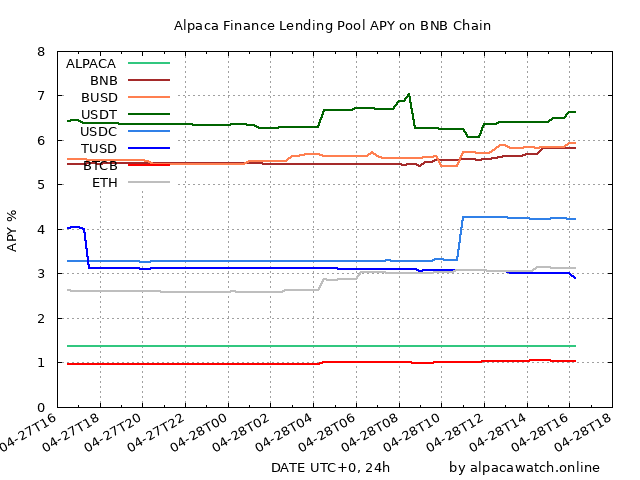 Alpaca Finance Lending Pool APY on BNB Chain
8
7
6
5
4
3
2
1
0
APY %
ALPACA
BNB
BUSD
USDT
USDC
TUSD
BTCB
ETH
04-27T16
04-27T18
04-27T20
04-27T22
04-28T00
04-28T02
04-28T04
04-28T06
04-28T08
04-28T10
04-28T12
04-28T14
04-28T16
04-28T18
DATE UTC+0, 24h
by alpacawatch.online